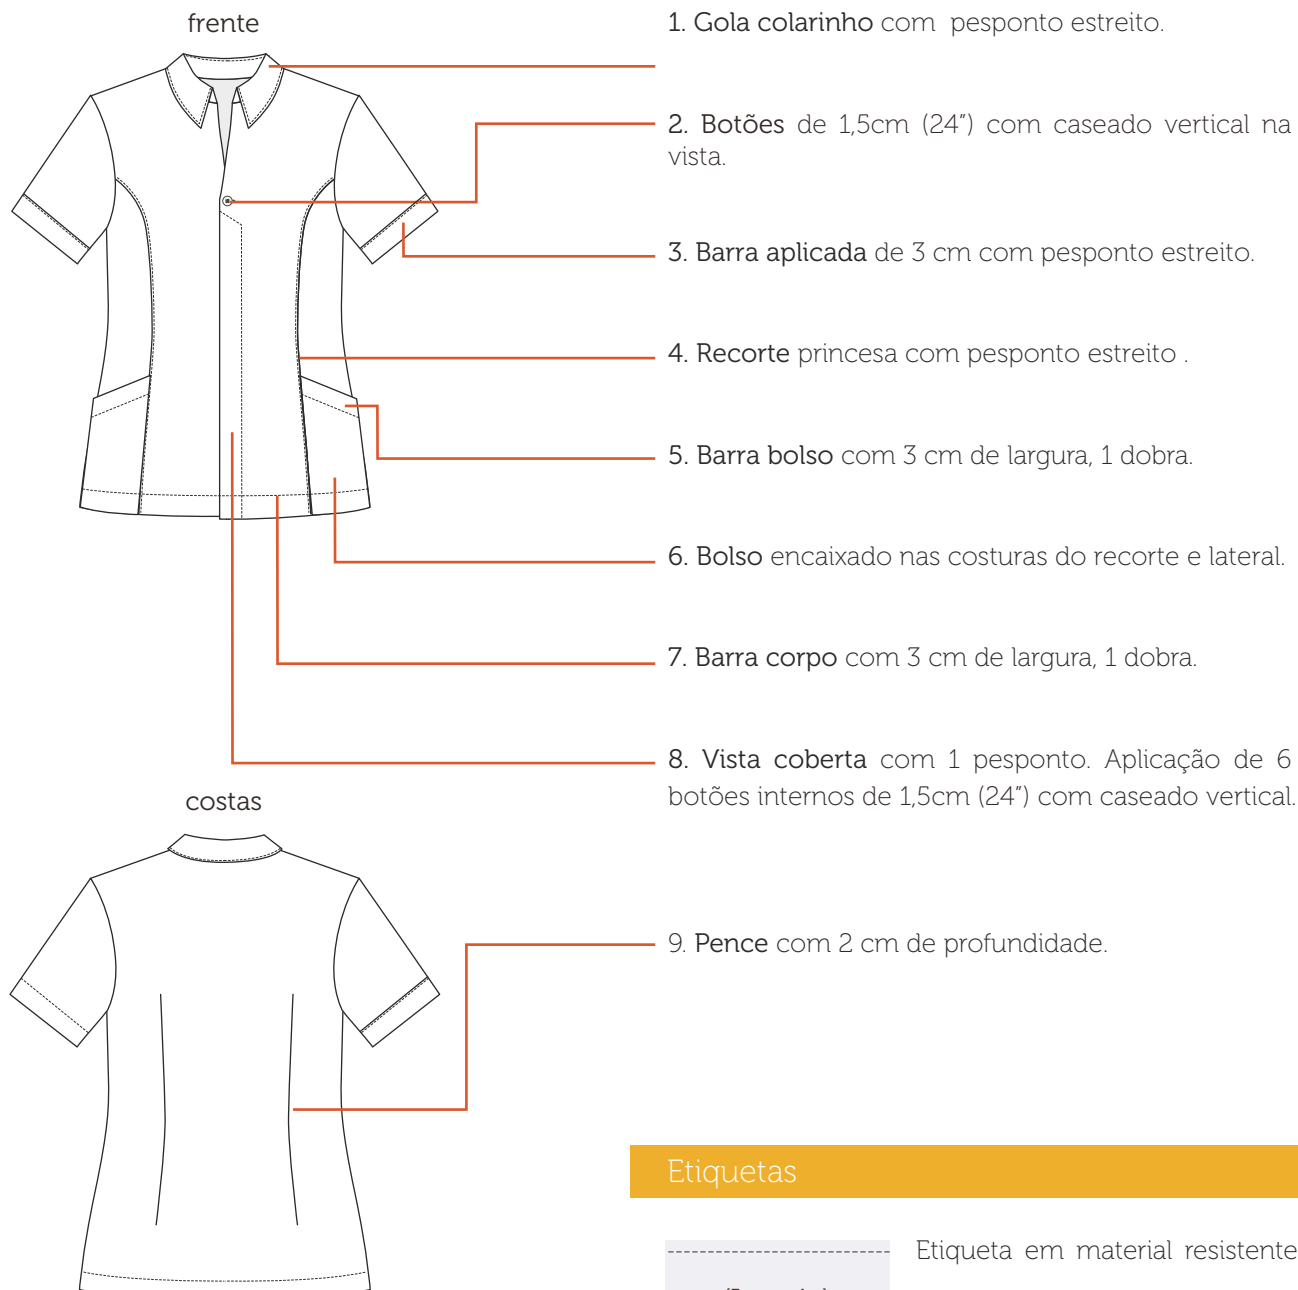 frente
1. Gola colarinho com pesponto estreito.
2. Botões de 1,5cm (24”) com caseado vertical na
vista.
3. Barra aplicada de 3 cm com pesponto estreito.
4. Recorte princesa com pesponto estreito .
5. Barra bolso com 3 cm de largura, 1 dobra.
6. Bolso encaixado nas costuras do recorte e lateral.
7. Barra corpo com 3 cm de largura, 1 dobra.
8. Vista coberta com 1 pesponto. Aplicação de 6
botões internos de 1,5cm (24”) com caseado vertical.
costas
9. Pence com 2 cm de profundidade.
Etiquetas
Etiqueta em material resistente